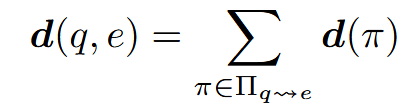 d(q, e) = ∑ d(π)
π∈Π_{q⇝e}